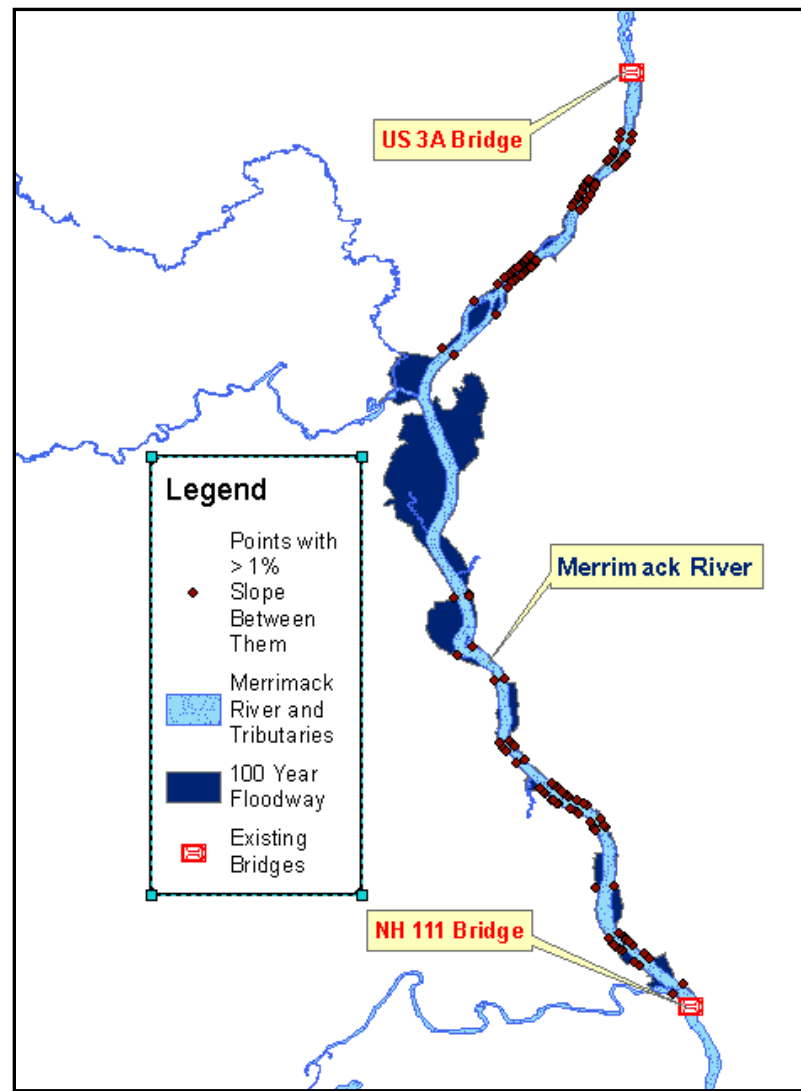 US 3A Bridge
Legend
Points with
> 1%
Slope
Between
Them
Merrimack
River and
Tributaries
100 Year
Floodway
Existing
Bridges
Merrimack River
NH 111 Bridge